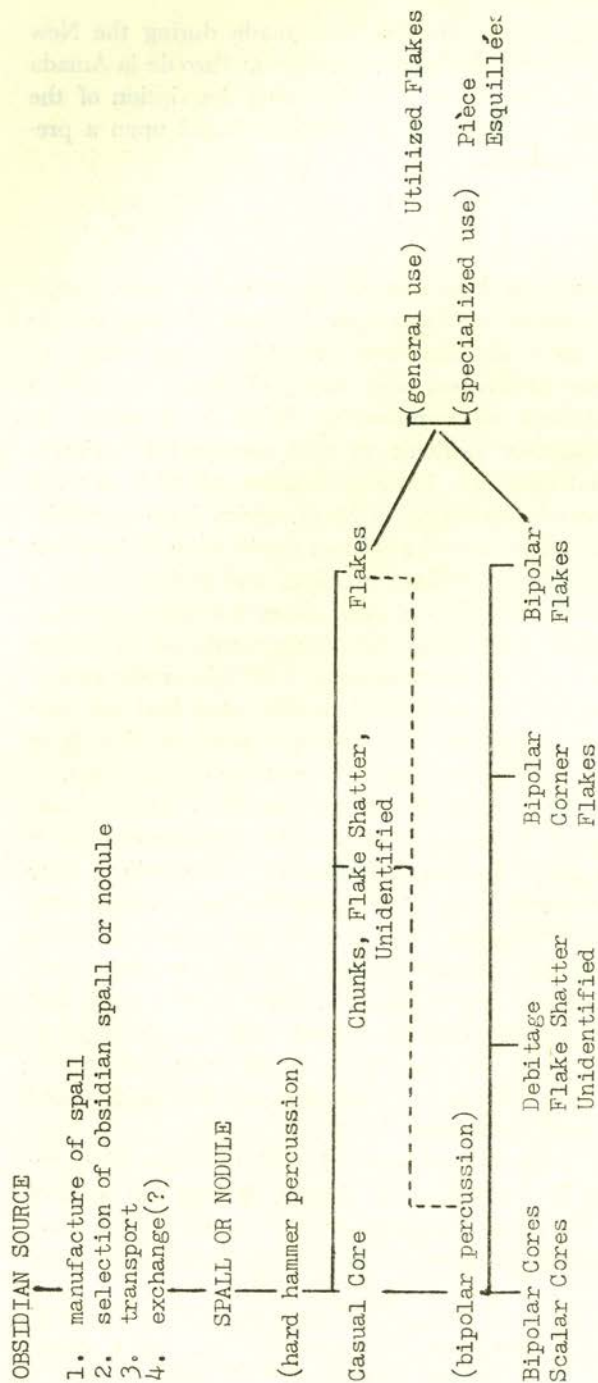 OBSIDIAN SOURCE
1. manufacture of spall
2. selection of obsidian spall or nodule
3. transport
4. exchange(?)
SPALL OR NODULE
(hard hammer percussion)
Casual Core
Chunks, Flake Shatter,
Unidentified
Flakes
(general use) Utilized Flakes
(specialized use) Pièce
Esquillées
(bipolar percussion)
Bipolar Cores
Scalar Cores
Debitage
Flake Shatter
Unidentified
Bipolar
Corner
Flakes
Bipolar
Flakes